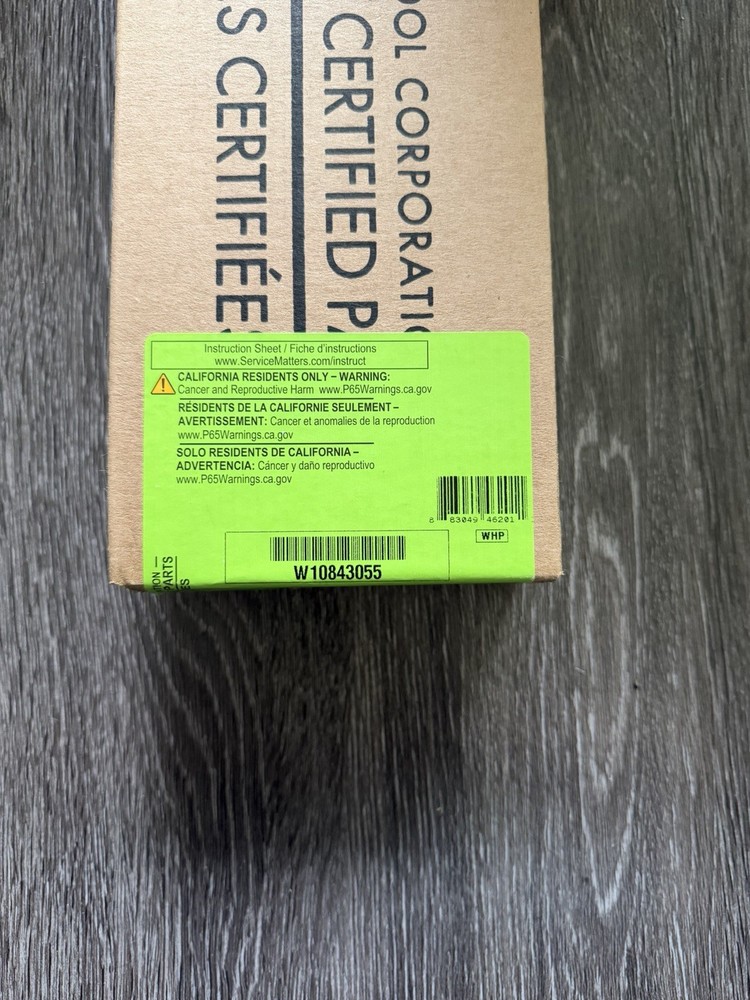 OOL CORPORATIO
CERTIFIED PA
S CERTIFIÉES
Instruction Sheet / Fiche d'instructions
www.ServiceMatters.com/instruct
CALIFORNIA RESIDENTS ONLY – WARNING:
Cancer and Reproductive Harm www.P65Warnings.ca.gov
RÉSIDENTS DE LA CALIFORNIE SEULEMENT –
AVERTISSEMENT: Cancer et anomalies de la reproduction
www.P65Warnings.ca.gov
SOLO RESIDENTS DE CALIFORNIA –
ADVERTENCIA: Cáncer y daño reproductivo
www.P65Warnings.ca.gov
8 83049 46201
WHP
W10843055
ION —
PARTS
ES